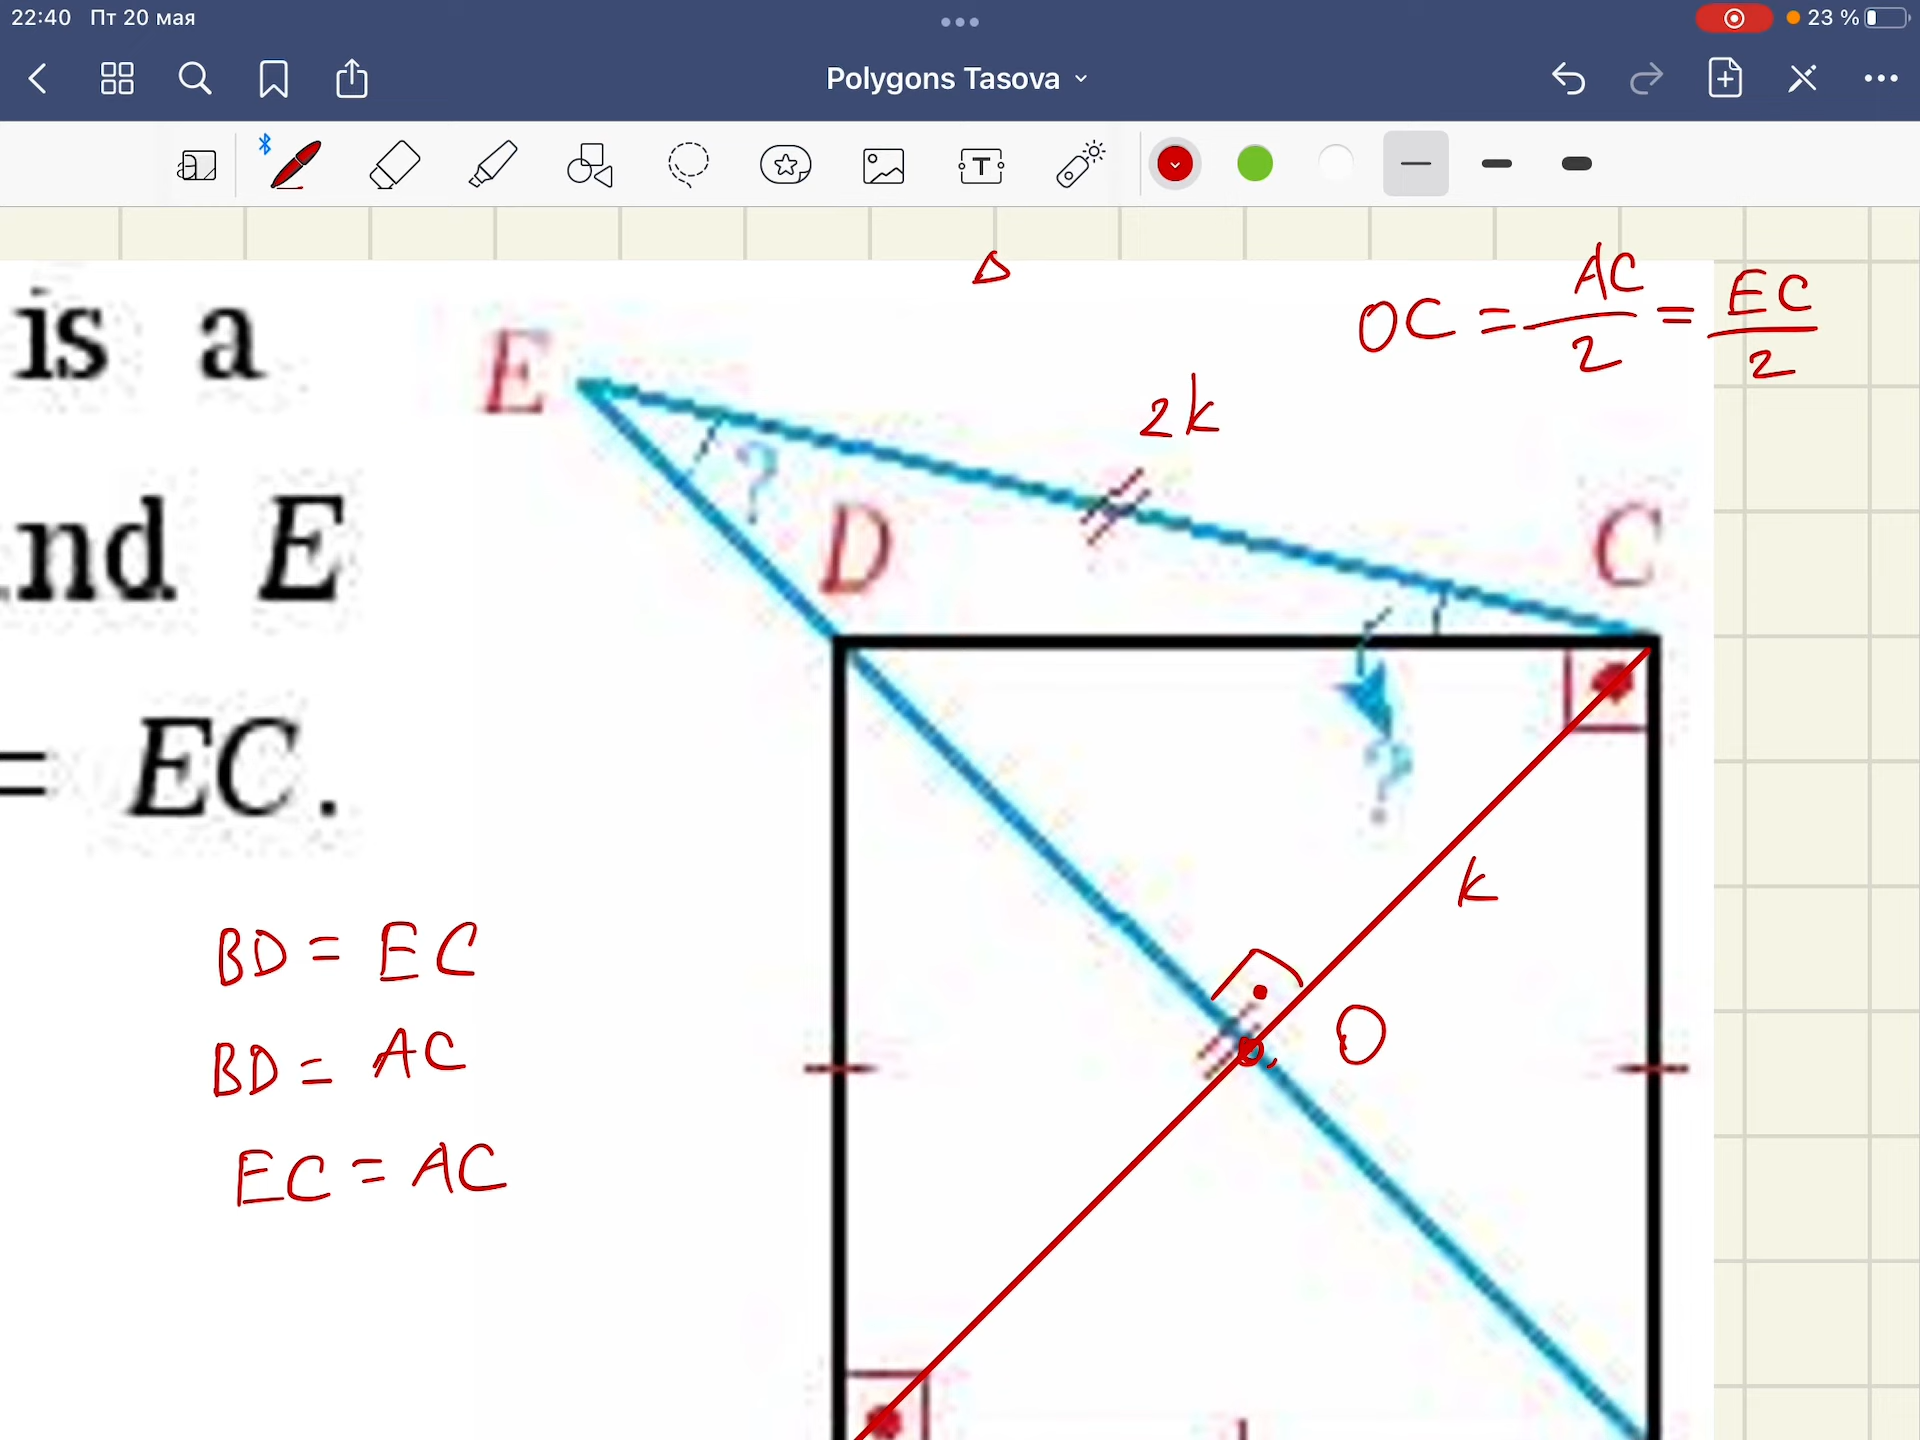 22:40 Пт 20 мая
23 %
Polygons Tasova
T
is a
E
Δ
OC = AC/2 = EC/2
2k
?
D
C
nd E
= EC.
?
k
BD = EC
O
BD = AC
EC = AC